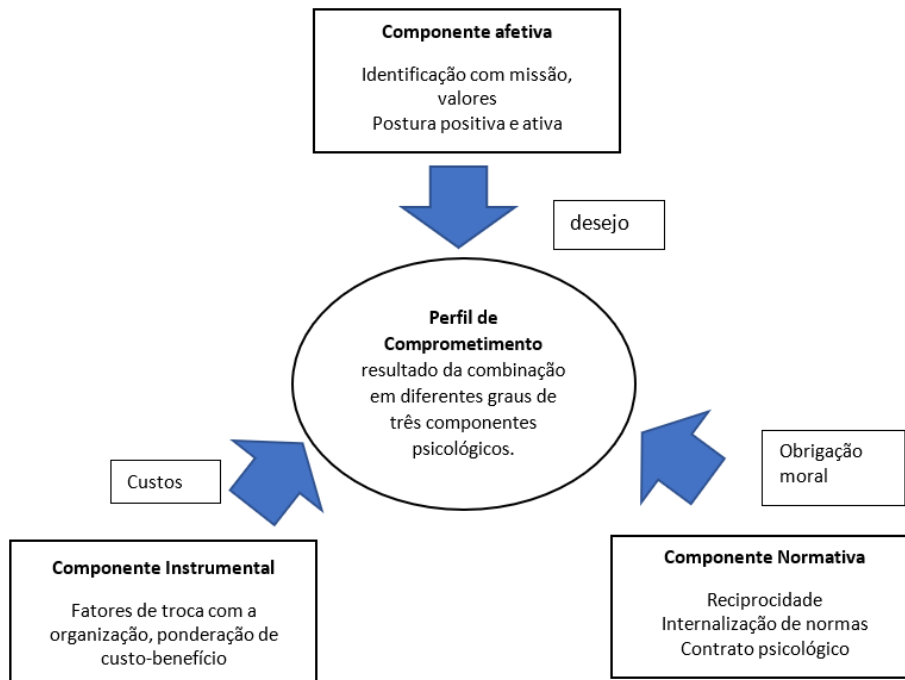 Componente afetiva
Identificação com missão,
valores
Postura positiva e ativa
desejo
Perfil de
Comprometimento
resultado da combinação
em diferentes graus de
três componentes
psicológicos.
Custos
Obrigação
moral
Componente Instrumental
Fatores de troca com a
organização, ponderação de
custo-benefício
Componente Normativa
Reciprocidade
Internalização de normas
Contrato psicológico